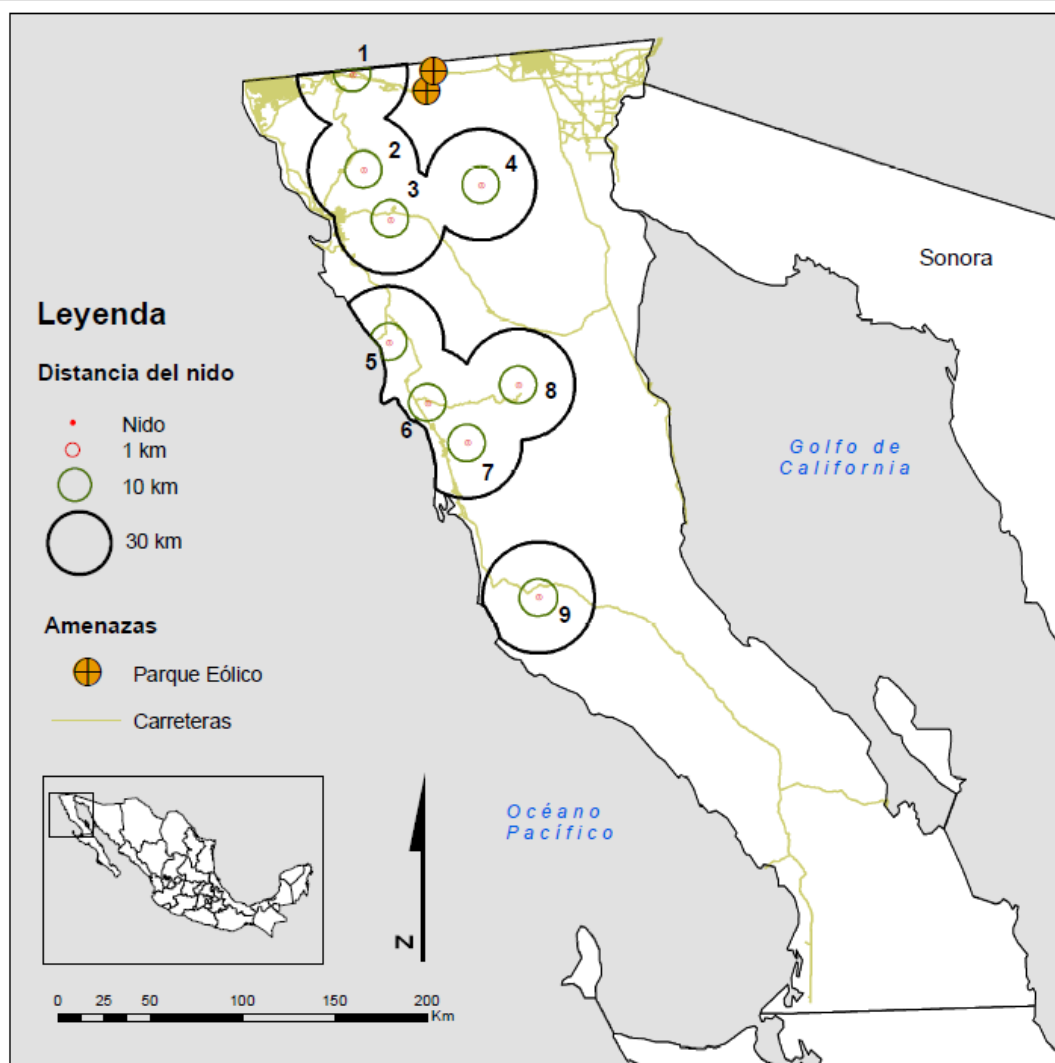 1
2
3
4
5
6
7
8
9
Sonora
Golfo de
California
Océano
Pacífico
Leyenda
Distancia del nido
Nido
1 km
10 km
30 km
Amenazas
Parque Eólico
Carreteras
N
0 25 50 100 150 200
Km